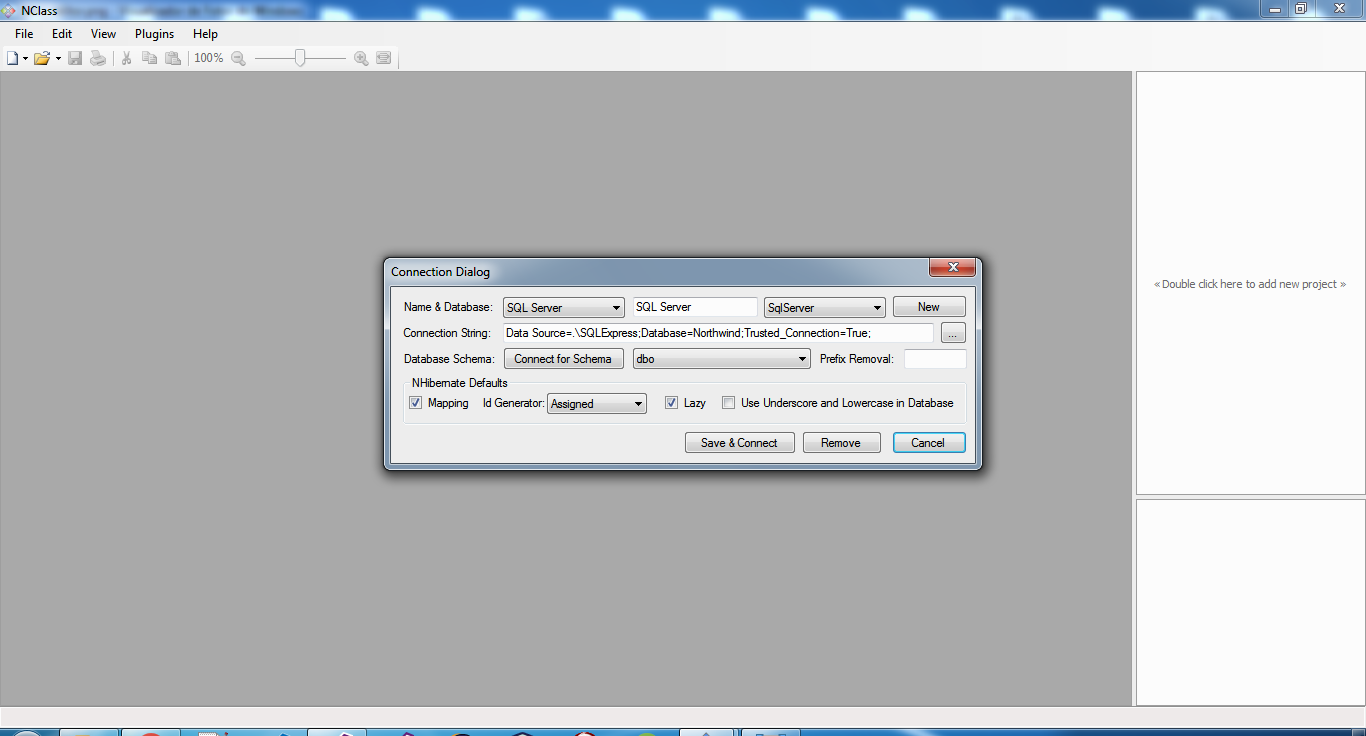 NClass
File Edit View Plugins Help
100%
«Double click here to add new project »
Connection Dialog
Name & Database: SQL Server SQL Server SqlServer New
Connection String: Data Source=.\SQLExpress;Database=Northwind;Trusted_Connection=True; ...
Database Schema: Connect for Schema dbo Prefix Removal:
NHibernate Defaults
Mapping Id Generator: Assigned Lazy Use Underscore and Lowercase in Database
Save & Connect Remove Cancel